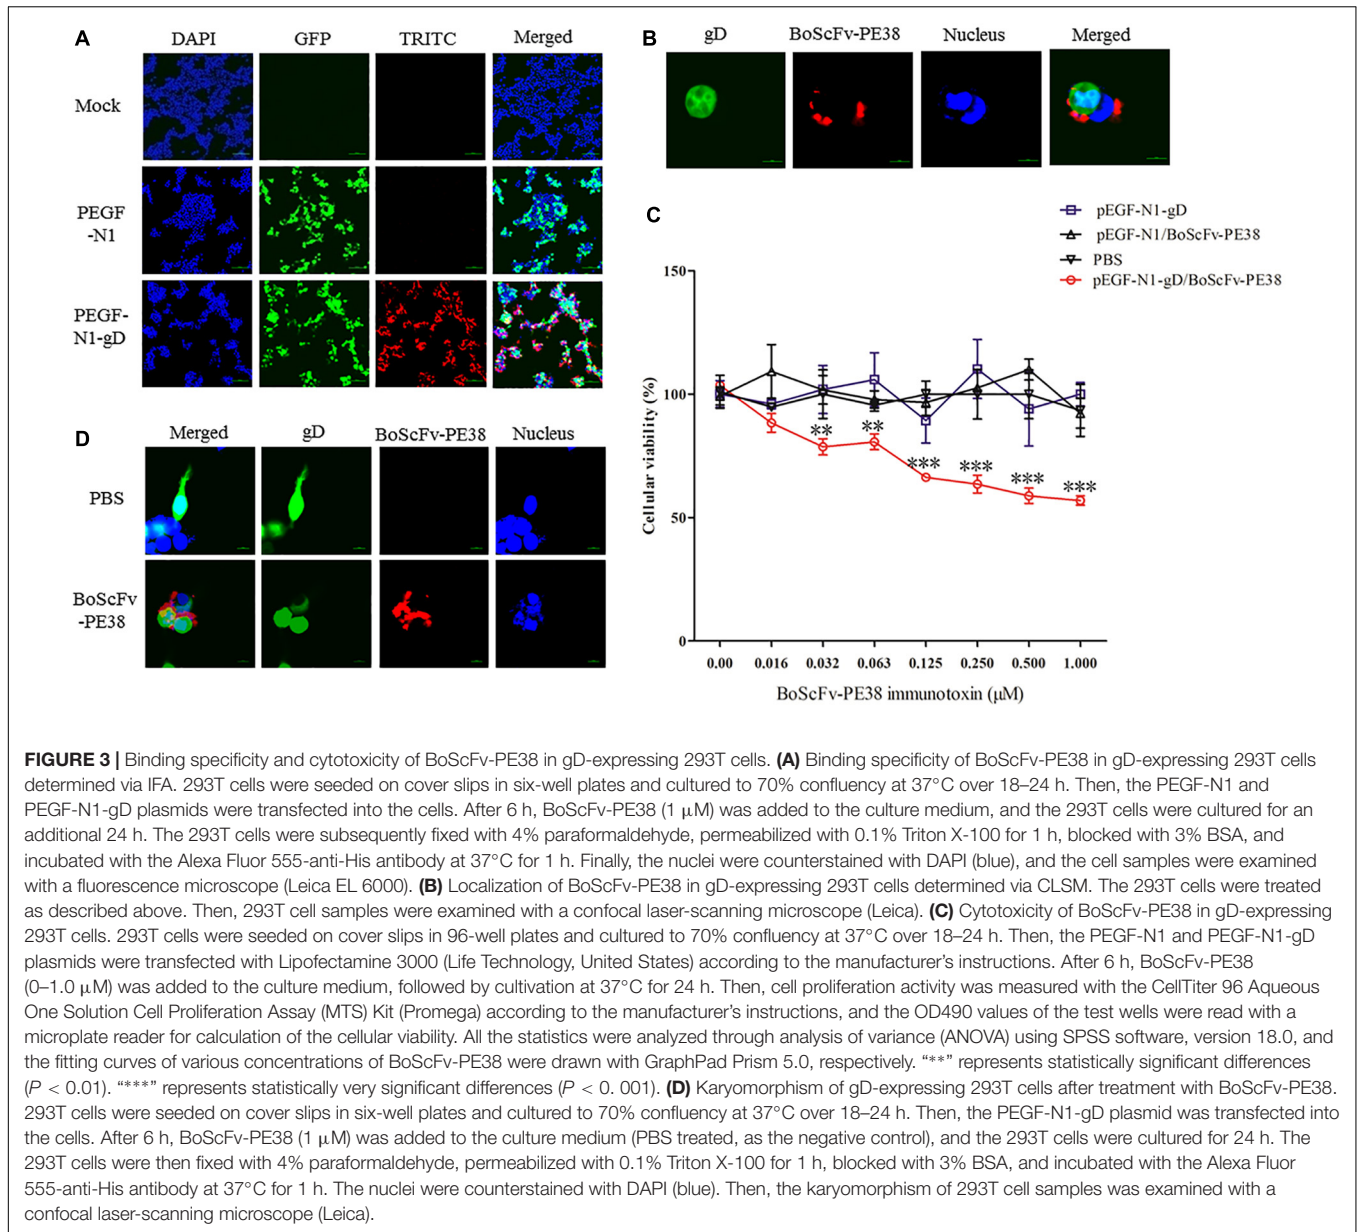 A
DAPI GFP TRITC Merged
Mock
PEGF
-N1
PEGF-
N1-gD
B
gD BoScFv-PE38 Nucleus Merged
C
pEGF-N1-gD
pEGF-N1/BoScFv-PE38
PBS
pEGF-N1-gD/BoScFv-PE38
150
100
50
0
Cellular viability (%)
** ** *** *** *** ***
0.00 0.016 0.032 0.063 0.125 0.250 0.500 1.000
BoScFv-PE38 immunotoxin (μM)
D
Merged gD BoScFv-PE38 Nucleus
PBS
BoScFv
-PE38
FIGURE 3 | Binding specificity and cytotoxicity of BoScFv-PE38 in gD-expressing 293T cells. (A) Binding specificity of BoScFv-PE38 in gD-expressing 293T cells
determined via IFA. 293T cells were seeded on cover slips in six-well plates and cultured to 70% confluency at 37°C over 18–24 h. Then, the PEGF-N1 and
PEGF-N1-gD plasmids were transfected into the cells. After 6 h, BoScFv-PE38 (1 μM) was added to the culture medium, and the 293T cells were cultured for an
additional 24 h. The 293T cells were subsequently fixed with 4% paraformaldehyde, permeabilized with 0.1% Triton X-100 for 1 h, blocked with 3% BSA, and
incubated with the Alexa Fluor 555-anti-His antibody at 37°C for 1 h. Finally, the nuclei were counterstained with DAPI (blue), and the cell samples were examined
with a fluorescence microscope (Leica EL 6000). (B) Localization of BoScFv-PE38 in gD-expressing 293T cells determined via CLSM. The 293T cells were treated
as described above. Then, 293T cell samples were examined with a confocal laser-scanning microscope (Leica). (C) Cytotoxicity of BoScFv-PE38 in gD-expressing
293T cells. 293T cells were seeded on cover slips in 96-well plates and cultured to 70% confluency at 37°C over 18–24 h. Then, the PEGF-N1 and PEGF-N1-gD
plasmids were transfected with Lipofectamine 3000 (Life Technology, United States) according to the manufacturer's instructions. After 6 h, BoScFv-PE38
(0–1.0 μM) was added to the culture medium, followed by cultivation at 37°C for 24 h. Then, cell proliferation activity was measured with the CellTiter 96 Aqueous
One Solution Cell Proliferation Assay (MTS) Kit (Promega) according to the manufacturer's instructions, and the OD490 values of the test wells were read with a
microplate reader for calculation of the cellular viability. All the statistics were analyzed through analysis of variance (ANOVA) using SPSS software, version 18.0, and
the fitting curves of various concentrations of BoScFv-PE38 were drawn with GraphPad Prism 5.0, respectively. "**" represents statistically significant differences
(P < 0.01). "***" represents statistically very significant differences (P < 0. 001). (D) Karyomorphism of gD-expressing 293T cells after treatment with BoScFv-PE38.
293T cells were seeded on cover slips in six-well plates and cultured to 70% confluency at 37°C over 18–24 h. Then, the PEGF-N1-gD plasmid was transfected into
the cells. After 6 h, BoScFv-PE38 (1 μM) was added to the culture medium (PBS treated, as the negative control), and the 293T cells were cultured for 24 h. The
293T cells were then fixed with 4% paraformaldehyde, permeabilized with 0.1% Triton X-100 for 1 h, blocked with 3% BSA, and incubated with the Alexa Fluor
555-anti-His antibody at 37°C for 1 h. The nuclei were counterstained with DAPI (blue). Then, the karyomorphism of 293T cell samples was examined with a
confocal laser-scanning microscope (Leica).